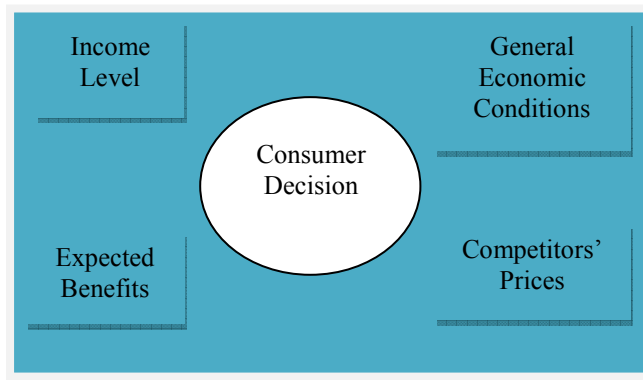 Income
Level
General
Economic
Conditions
Consumer
Decision
Expected
Benefits
Competitors’
Prices